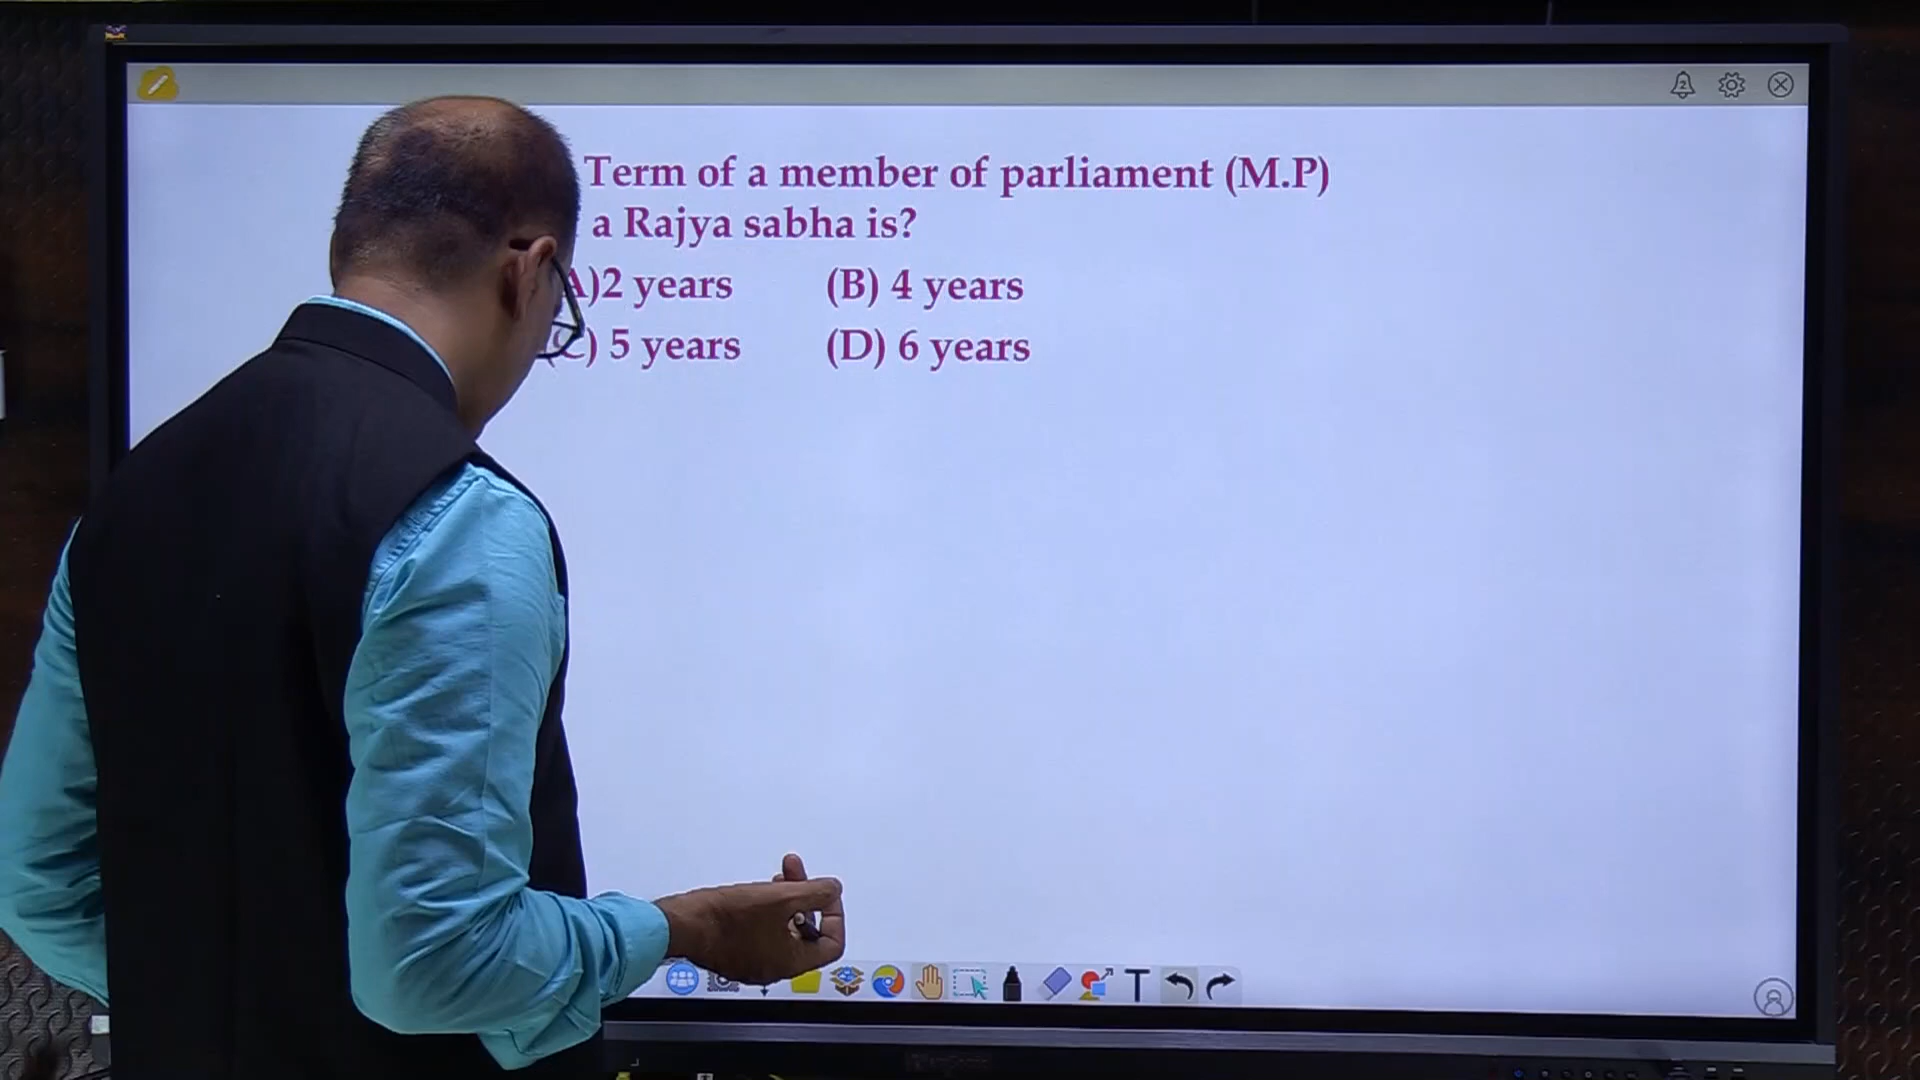 Term of a member of parliament (M.P)
a Rajya sabha is?
A)2 years (B) 4 years
(C) 5 years (D) 6 years